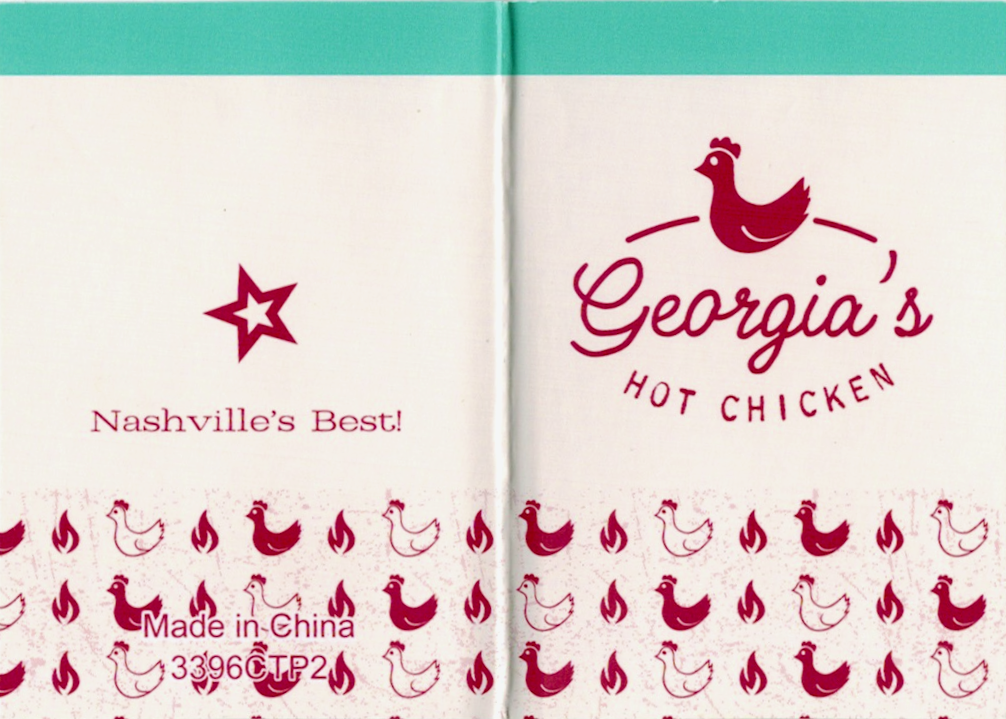 Nashville's Best!
Made in China
3396CTP2
Georgia's
HOT CHICKEN